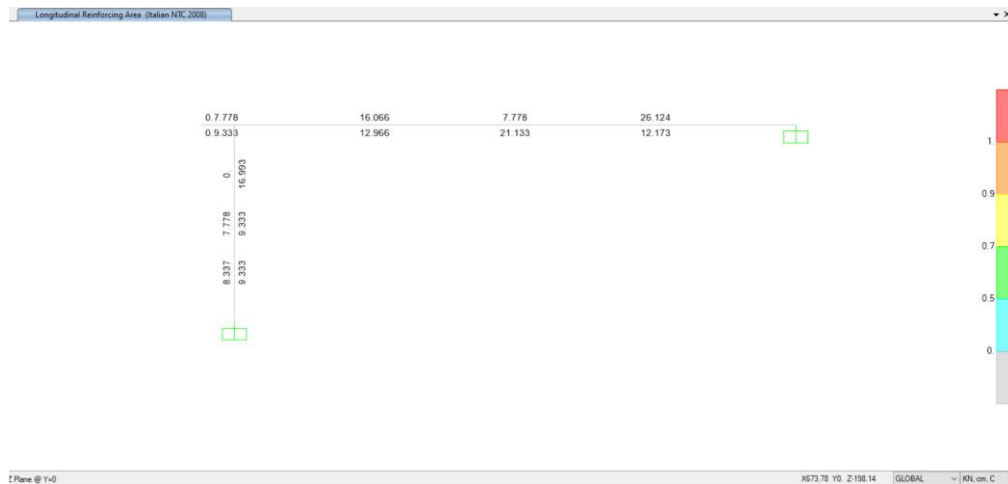 Longitudinal Reinforcing Area (Italian NTC 2008)
0. 7.778 16.066 7.778 26.124
0. 9.333 12.966 21.133 12.173
0. 16.993
7.778 9.333
8.337 9.333
1.
0.9
0.7
0.5
0.
Z Plane @ Y=0 X673.78 Y0. Z-198.14 GLOBAL KN, cm, C